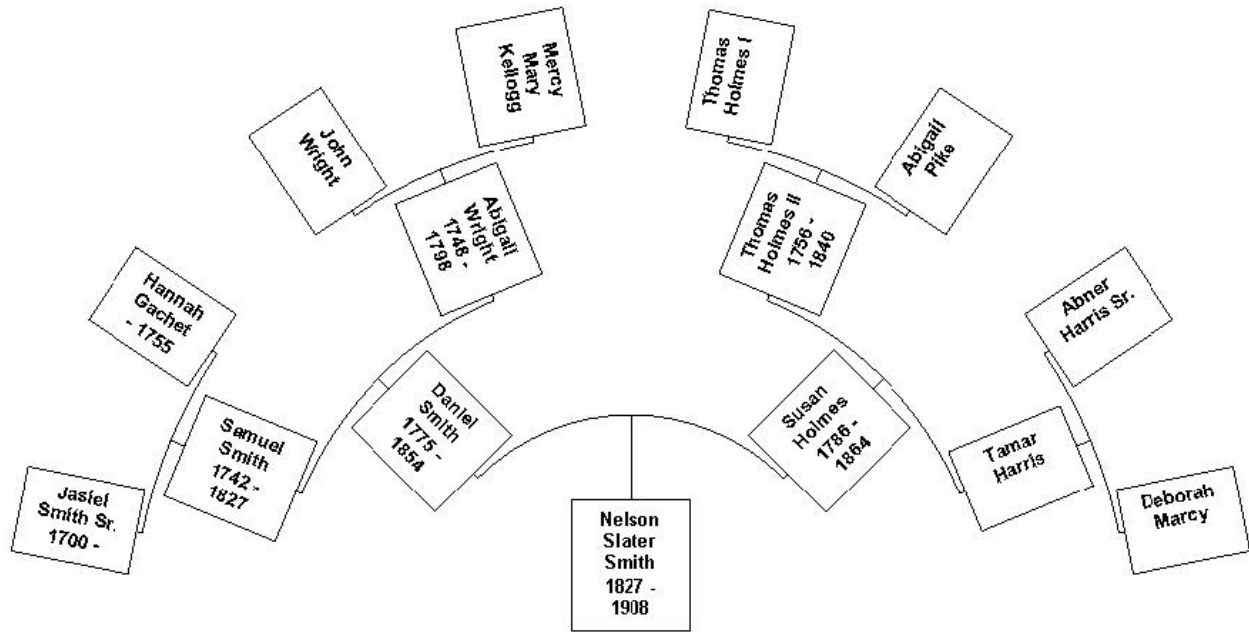 Mercy
Mary
Kellogg
Thomas
Holmes I
John
Wright
Abigail
Pike
Abigail
Wright
1748 -
1798
Thomas
Holmes II
1756 -
1840
Hannah
Gachet
- 1755
Abner
Harris Sr.
Daniel
Smith
1775 -
1854
Susan
Holmes
1786 -
1864
Samuel
Smith
1742 -
1827
Tamar
Harris
Jasiel
Smith Sr.
1700 -
Deborah
Marcy
Nelson
Slater
Smith
1827 -
1908